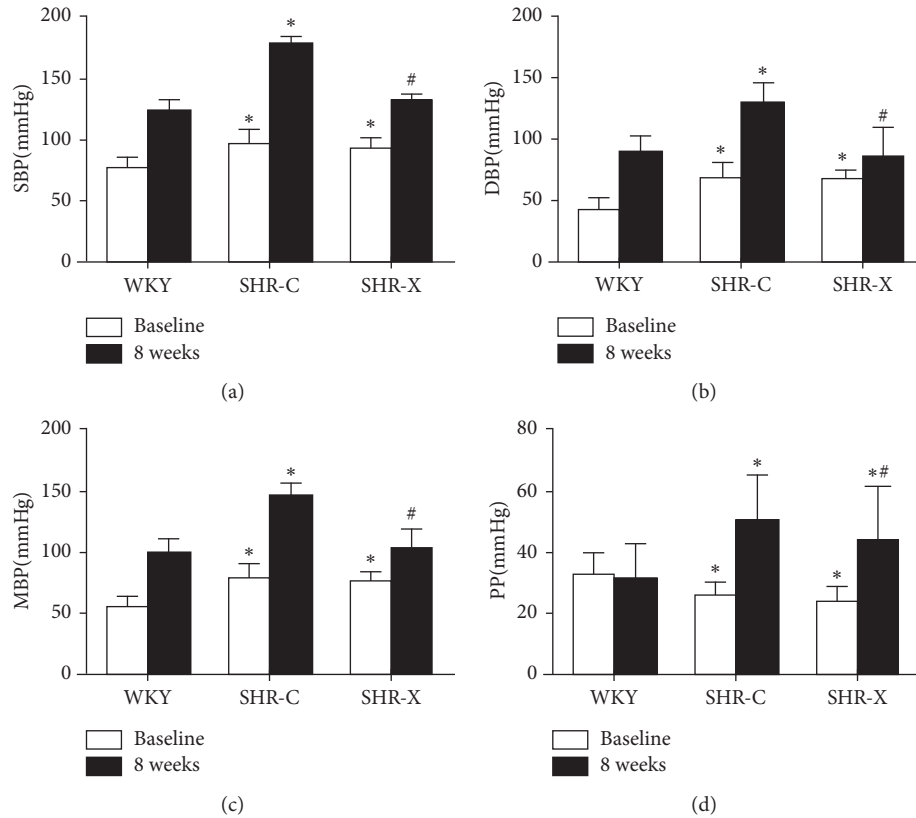 SBP(mmHg)
200
150
100
50
0
*
*
*
#
WKY
SHR-C
SHR-X
Baseline
8 weeks
(a)
DBP(mmHg)
200
150
100
50
0
*
*
*
#
WKY
SHR-C
SHR-X
Baseline
8 weeks
(b)
MBP(mmHg)
200
150
100
50
0
*
*
*
#
WKY
SHR-C
SHR-X
Baseline
8 weeks
(c)
PP(mmHg)
80
60
40
20
0
*
*
*
*#
WKY
SHR-C
SHR-X
Baseline
8 weeks
(d)